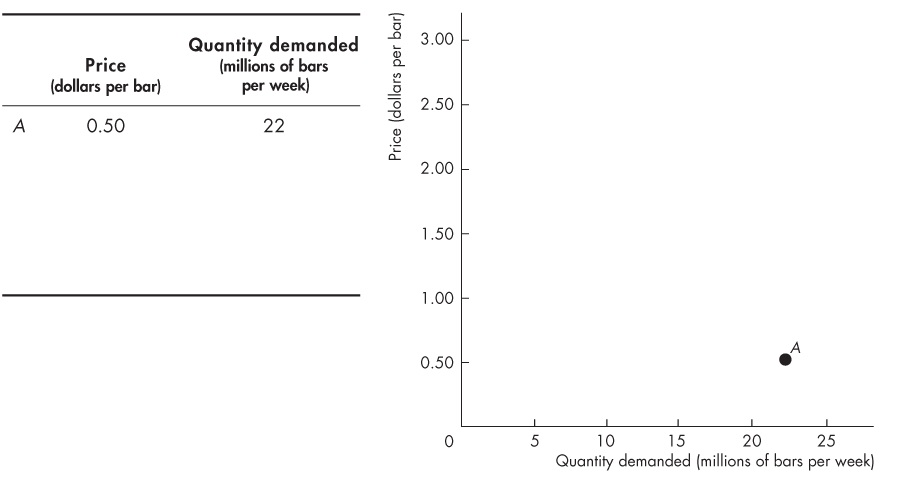 Price
(dollars per bar)
Quantity demanded
(millions of bars
per week)
A 0.50 22
Price (dollars per bar)
3.00
2.50
2.00
1.50
1.00
0.50
A
0 5 10 15 20 25
Quantity demanded (millions of bars per week)